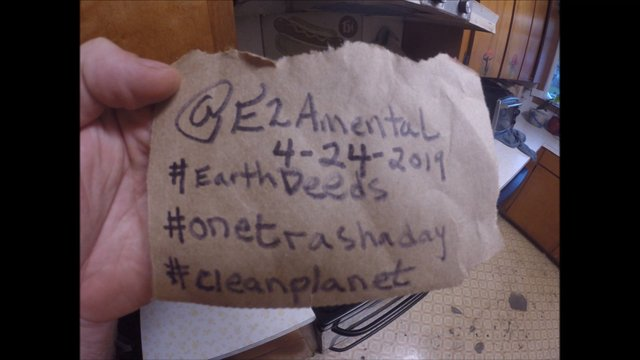 @E2Amental
4-24-2019
#EarthDeeds
#onetrashaday
#cleanplanet